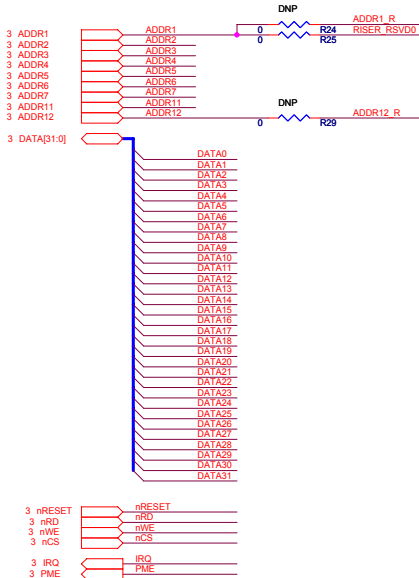 DNP
ADDR1_R
3 ADDR1 ADDR1 0 R24 RISER_RSVD0
3 ADDR2 ADDR2 0 R25
3 ADDR3 ADDR3
3 ADDR4 ADDR4
3 ADDR5 ADDR5
3 ADDR6 ADDR6
3 ADDR7 ADDR7
3 ADDR11 ADDR11 DNP
3 ADDR12 ADDR12 ADDR12_R
0 R29
3 DATA[31:0]
DATA0
DATA1
DATA2
DATA3
DATA4
DATA5
DATA6
DATA7
DATA8
DATA9
DATA10
DATA11
DATA12
DATA13
DATA14
DATA15
DATA16
DATA17
DATA18
DATA19
DATA20
DATA21
DATA22
DATA23
DATA24
DATA25
DATA26
DATA27
DATA28
DATA29
DATA30
DATA31
3 nRESET nRESET
3 nRD nRD
3 nWE nWE
3 nCS nCS
3 IRQ IRQ
3 PME PME